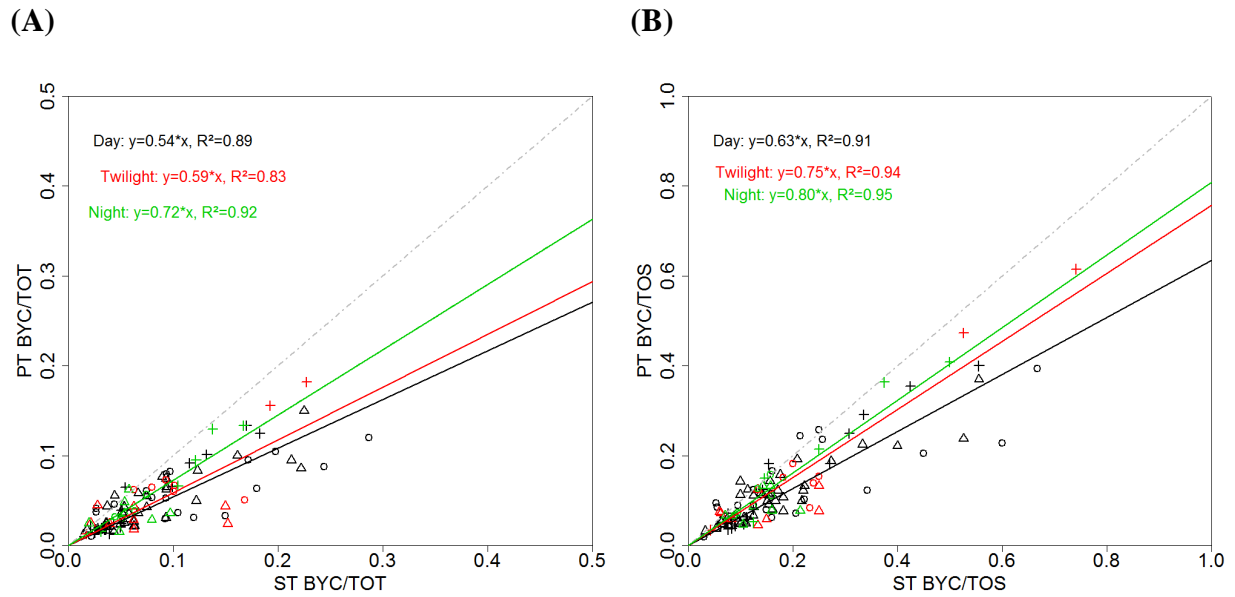 (A)
(B)
0.5
0.4
0.3
0.2
0.1
0.0
PT BYC/TOT
Day: y=0.54*x, R²=0.89
Twilight: y=0.59*x, R²=0.83
Night: y=0.72*x, R²=0.92
0.0 0.1 0.2 0.3 0.4 0.5
ST BYC/TOT
1.0
0.8
0.6
0.4
0.2
0.0
PT BYC/TOS
Day: y=0.63*x, R²=0.91
Twilight: y=0.75*x, R²=0.94
Night: y=0.80*x, R²=0.95
0.0 0.2 0.4 0.6 0.8 1.0
ST BYC/TOS